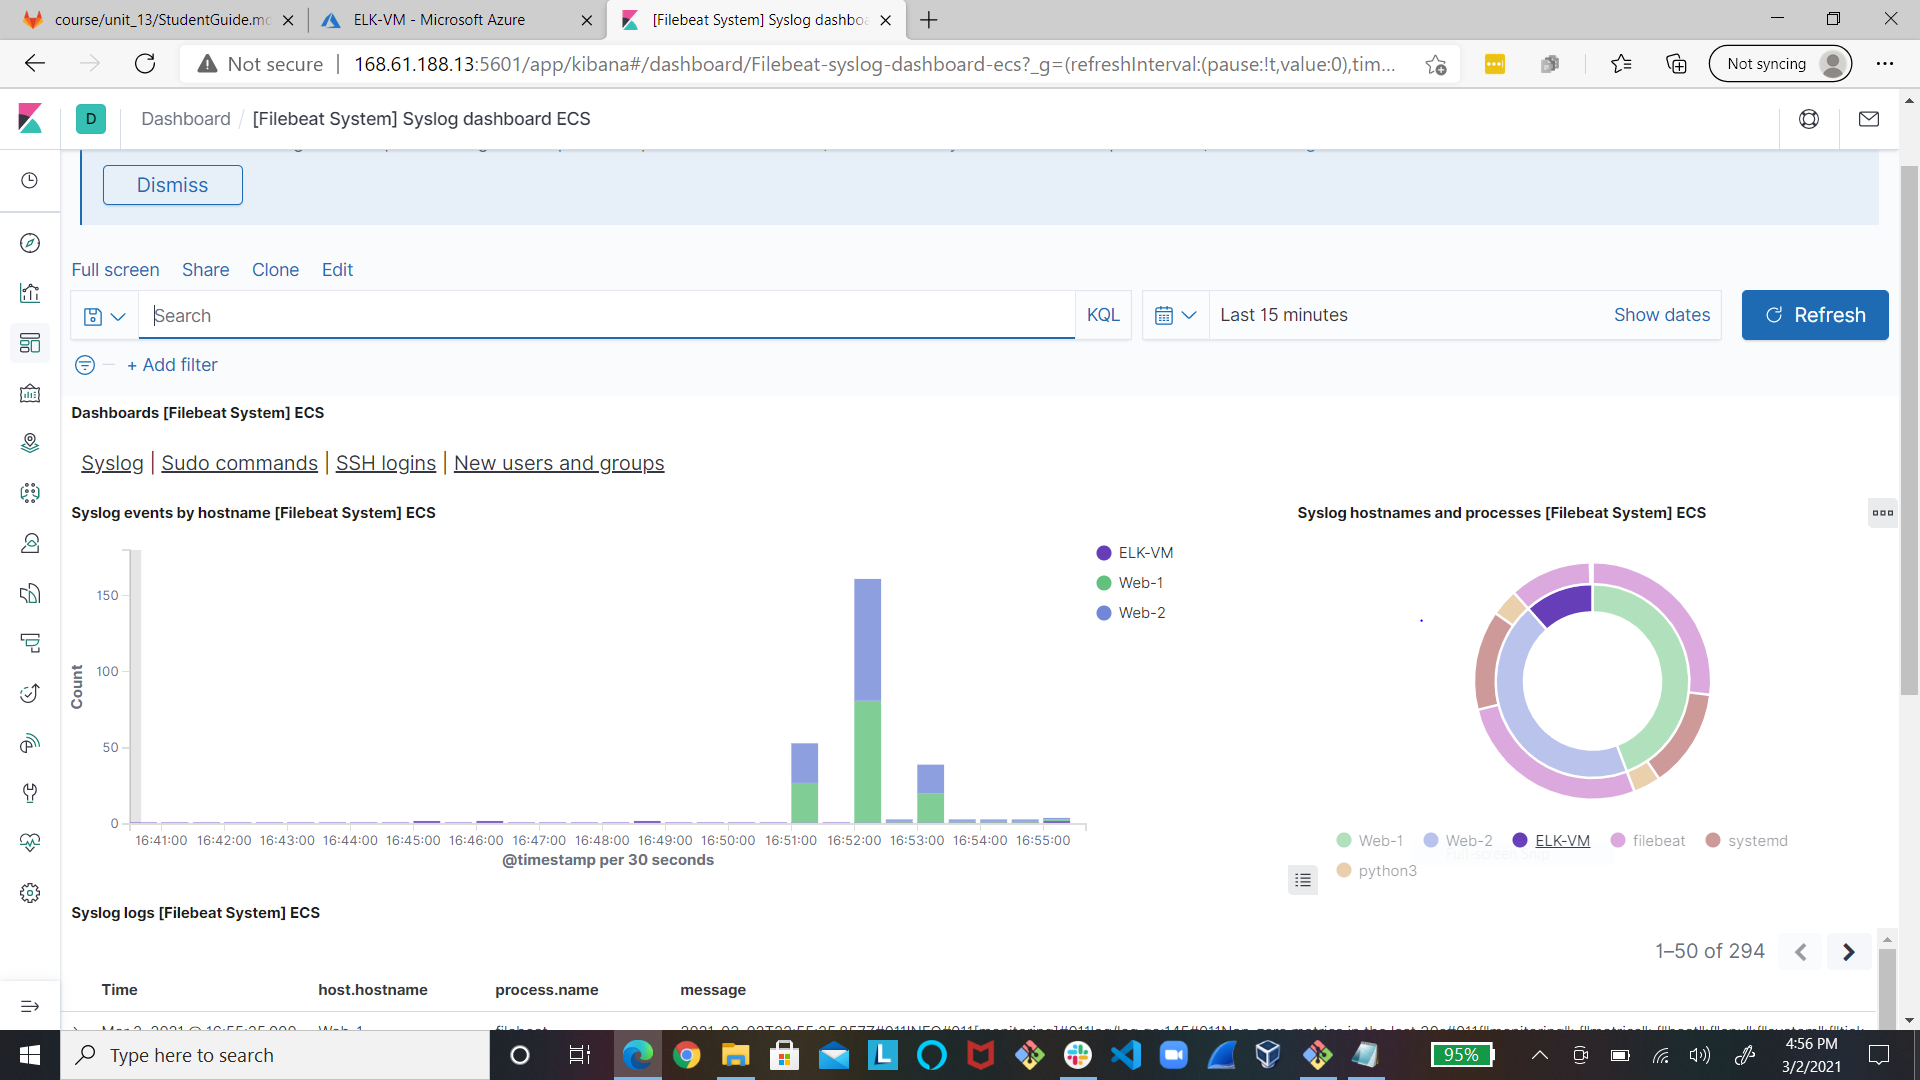 course/unit_13/StudentGuide.mc
ELK-VM - Microsoft Azure
[Filebeat System] Syslog dashboa
Not secure
168.61.188.13:5601/app/kibana#/dashboard/Filebeat-syslog-dashboard-ecs?_g=(refreshInterval:(pause:!t,value:0),tim...
Not syncing
D
Dashboard / [Filebeat System] Syslog dashboard ECS
Dismiss
Full screen Share Clone Edit
Search
KQL
Last 15 minutes
Show dates
Refresh
+ Add filter
Dashboards [Filebeat System] ECS
Syslog | Sudo commands | SSH logins | New users and groups
Syslog events by hostname [Filebeat System] ECS
ELK-VM
Web-1
Web-2
Count
150
100
50
0
16:41:00 16:42:00 16:43:00 16:44:00 16:45:00 16:46:00 16:47:00 16:48:00 16:49:00 16:50:00 16:51:00 16:52:00 16:53:00 16:54:00 16:55:00
@timestamp per 30 seconds
Syslog hostnames and processes [Filebeat System] ECS
Web-1 Web-2 ELK-VM filebeat systemd
python3
Syslog logs [Filebeat System] ECS
1–50 of 294
Time host.hostname process.name message
Type here to search
95%
4:56 PM
3/2/2021